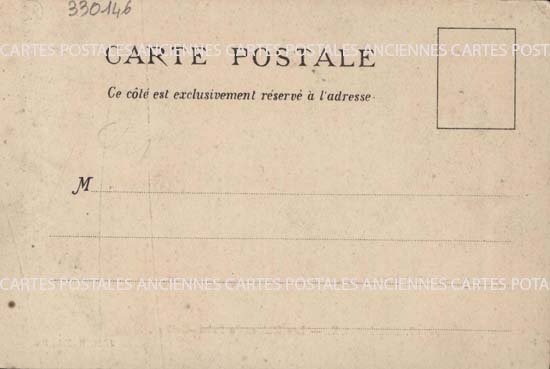 330146
CARTES POSTALES ANCIENNES CARTES POSTALES ANCIENNES CARTES POSTALES
CARTE POSTALE
Ce côté est exclusivement réservé à l'adresse.
M
CARTES POSTALES ANCIENNES CARTES POSTALES ANCIENNES CARTES POTA